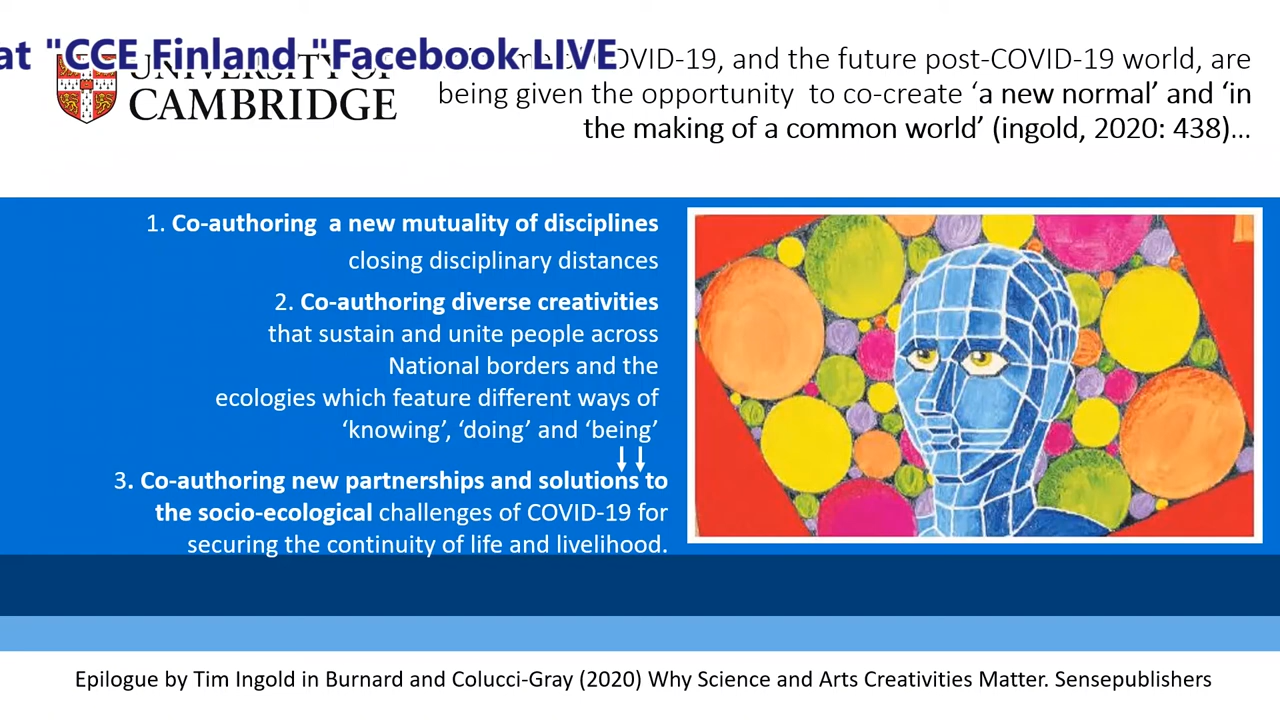 at "CCE Finland "Facebook LIVE
UNIVERSITY OF
CAMBRIDGE
COVID-19, and the future post-COVID-19 world, are
being given the opportunity to co-create ‘a new normal’ and ‘in
the making of a common world’ (ingold, 2020: 438)…
1. Co-authoring a new mutuality of disciplines
closing disciplinary distances
2. Co-authoring diverse creativities
that sustain and unite people across
National borders and the
ecologies which feature different ways of
‘knowing’, ‘doing’ and ‘being’
3. Co-authoring new partnerships and solutions to
the socio-ecological challenges of COVID-19 for
securing the continuity of life and livelihood.
Epilogue by Tim Ingold in Burnard and Colucci-Gray (2020) Why Science and Arts Creativities Matter. Sensepublishers